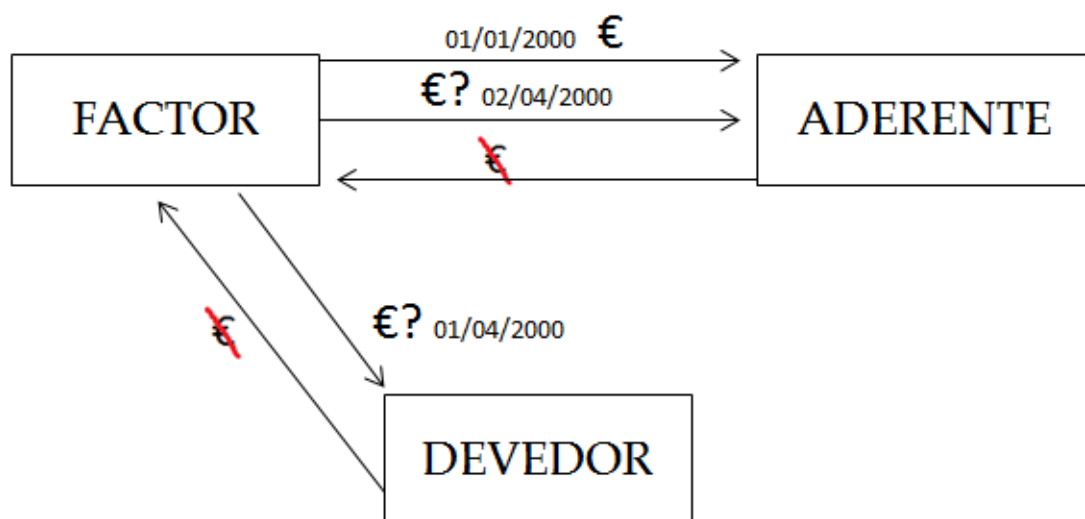 01/01/2000 €
FACTOR
€? 02/04/2000
ADERENTE
€
€
€? 01/04/2000
DEVEDOR